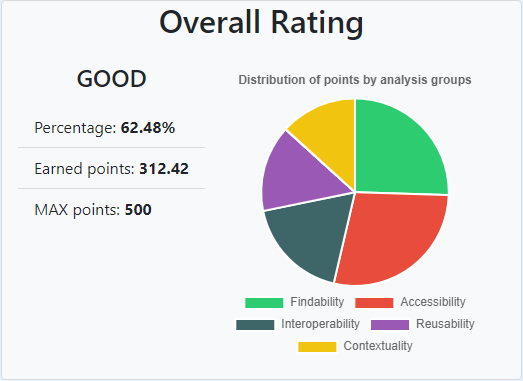 Overall Rating
GOOD
Percentage: 62.48%
Earned points: 312.42
MAX points: 500
Distribution of points by analysis groups
Findability Accessibility
Interoperability Reusability
Contextuality